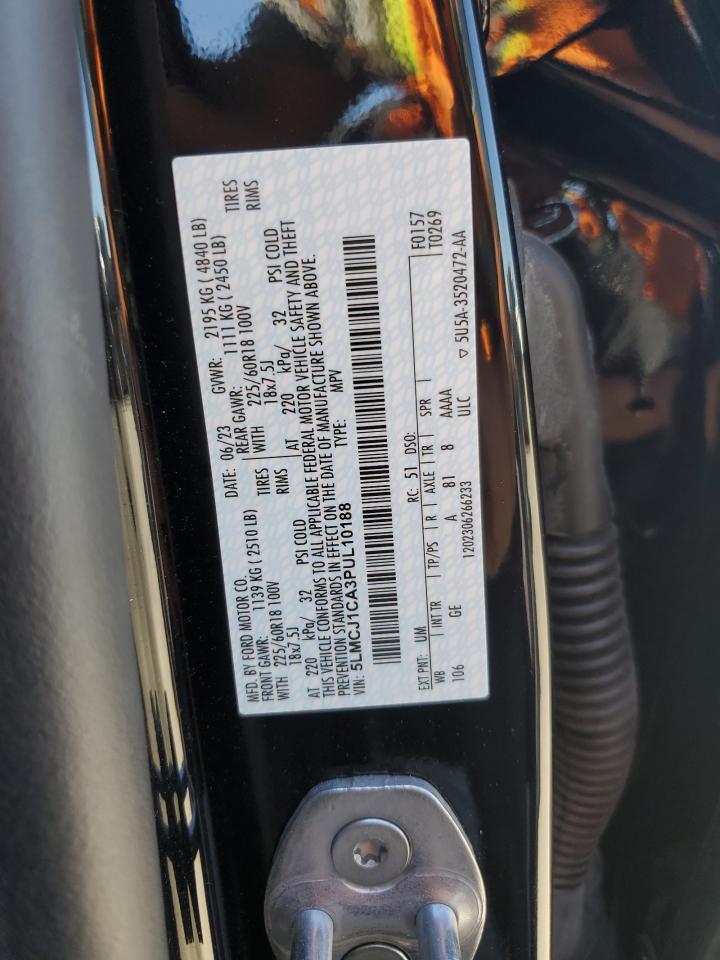 MFD. BY FORD MOTOR CO. DATE: 06/23 GVWR: 2195 KG ( 4840 LB)
FRONT GAWR: 1139 KG ( 2510 LB) REAR GAWR: 1111 KG ( 2450 LB)
WITH 225/60R18 100V TIRES WITH 225/60R18 100V TIRES
18x7.5J RIMS 18x7.5J RIMS
AT 220 kPa/ 32 PSI COLD AT 220 kPa/ 32 PSI COLD
THIS VEHICLE CONFORMS TO ALL APPLICABLE FEDERAL MOTOR VEHICLE SAFETY AND THEFT
PREVENTION STANDARDS IN EFFECT ON THE DATE OF MANUFACTURE SHOWN ABOVE.
VIN: 5LMCJ1CA3PUL10188 TYPE: MPV
EXT PNT: UM RC: 51 DSO: F0157
WB | INT TR | TP/PS | R | AXLE | TR | SPR | T0269
106 GE A 81 8 AAAA
1202306266233 ULC ▽ 5U5A-3520472-AA